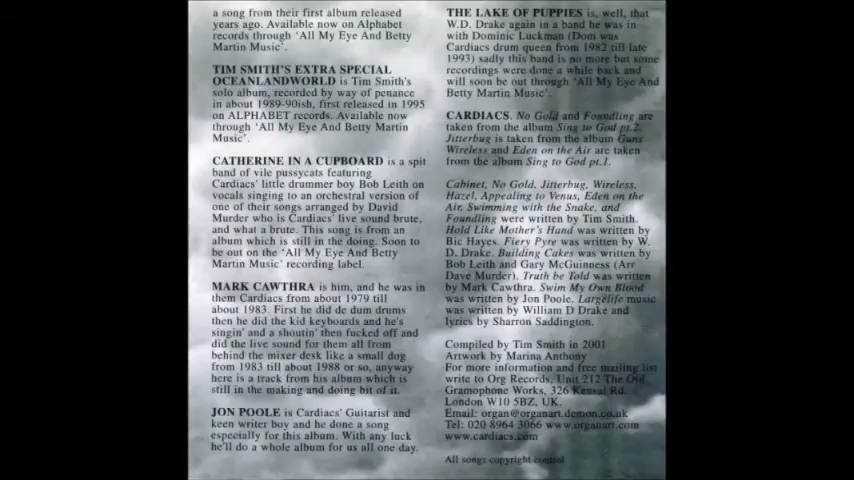 a song from their first album released
years ago. Available now on Alphabet
records through 'All My Eye And Betty
Martin Music'.
TIM SMITH'S EXTRA SPECIAL
OCEANLANDWORLD is Tim Smith's
solo album, recorded by way of penance
in about 1989-90ish, first released in 1995
on ALPHABET records. Available now
through 'All My Eye And Betty Martin
Music'.
CATHERINE IN A CUPBOARD is a spit
band of vile pussycats featuring
Cardiacs' little drummer boy Bob Leith on
vocals singing to an orchestral version of
one of their songs arranged by David
Murder who is Cardiacs' live sound brute,
and what a brute. This song is from an
album which is still in the doing. Soon to
be out on the 'All My Eye And Betty
Martin Music' recording label.
MARK CAWTHRA is him, and he was in
them Cardiacs from about 1979 till
about 1983. First he did de dum drums
then he did the kid keyboards and he's
singin' and a shoutin' then fucked off and
did the live sound for them all from
behind the mixer desk like a small dog
from 1983 till about 1988 or so, anyway
here is a track from his album which is
still in the making and doing bit of it.
JON POOLE is Cardiacs' Guitarist and
keen writer boy and he done a song
especially for this album. With any luck
he'll do a whole album for us all one day.
THE LAKE OF PUPPIES is, well, that
W.D. Drake again in a band he was in
with Dominic Luckman (Dom was
Cardiacs drum queen from 1982 till late
1993) sadly this band is no more but some
recordings were done a while back and
will soon be out through 'All My Eye And
Betty Martin Music'.
CARDIACS. No Gold and Foundling are
taken from the album Sing to God pt.2.
Jitterbug is taken from the album Guns
Wireless and Eden on the Air are taken
from the album Sing to God pt.1.
Cabinet, No Gold, Jitterbug, Wireless,
Hazel, Appealing to Venus, Eden on the
Air, Swimming with the Snake, and
Foundling were written by Tim Smith.
Hold Like Mother's Hand was written by
Bic Hayes. Fiery Pyre was written by W.
D. Drake. Building Cakes was written by
Bob Leith and Gary McGuinness (Arr
Dave Murder). Truth be Told was written
by Mark Cawthra. Swim My Own Blood
was written by Jon Poole. Largelife music
was written by William D Drake and
lyrics by Sharron Saddington.
Compiled by Tim Smith in 2001
Artwork by Marina Anthony
For more information and free mailing list
write to Org Records, Unit 212 The Old
Gramophone Works, 326 Kensal Rd.
London W10 5BZ, UK.
Email: organ@organart.demon.co.uk
Tel: 020 8964 3066 www.organart.com
www.cardiacs.com
All songs copyright control